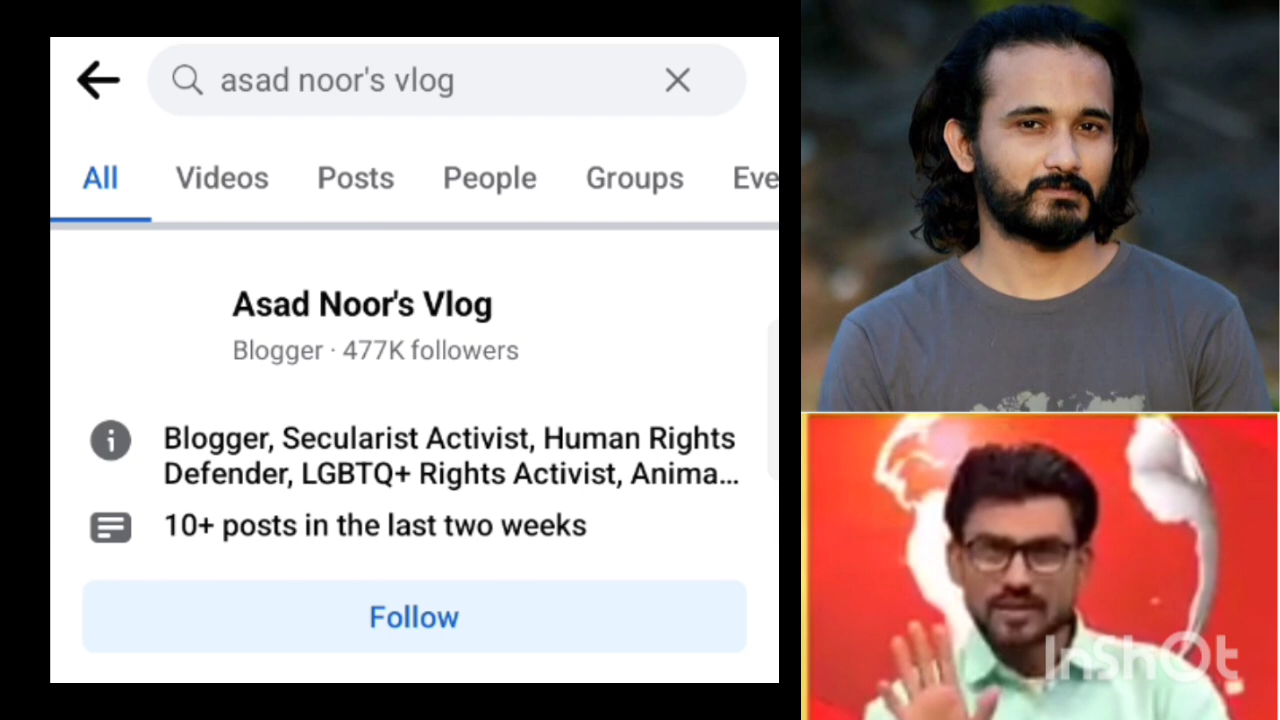 asad noor's vlog
All Videos Posts People Groups Eve
Asad Noor's Vlog
Blogger · 477K followers
Blogger, Secularist Activist, Human Rights
Defender, LGBTQ+ Rights Activist, Anima...
10+ posts in the last two weeks
Follow
InShOt